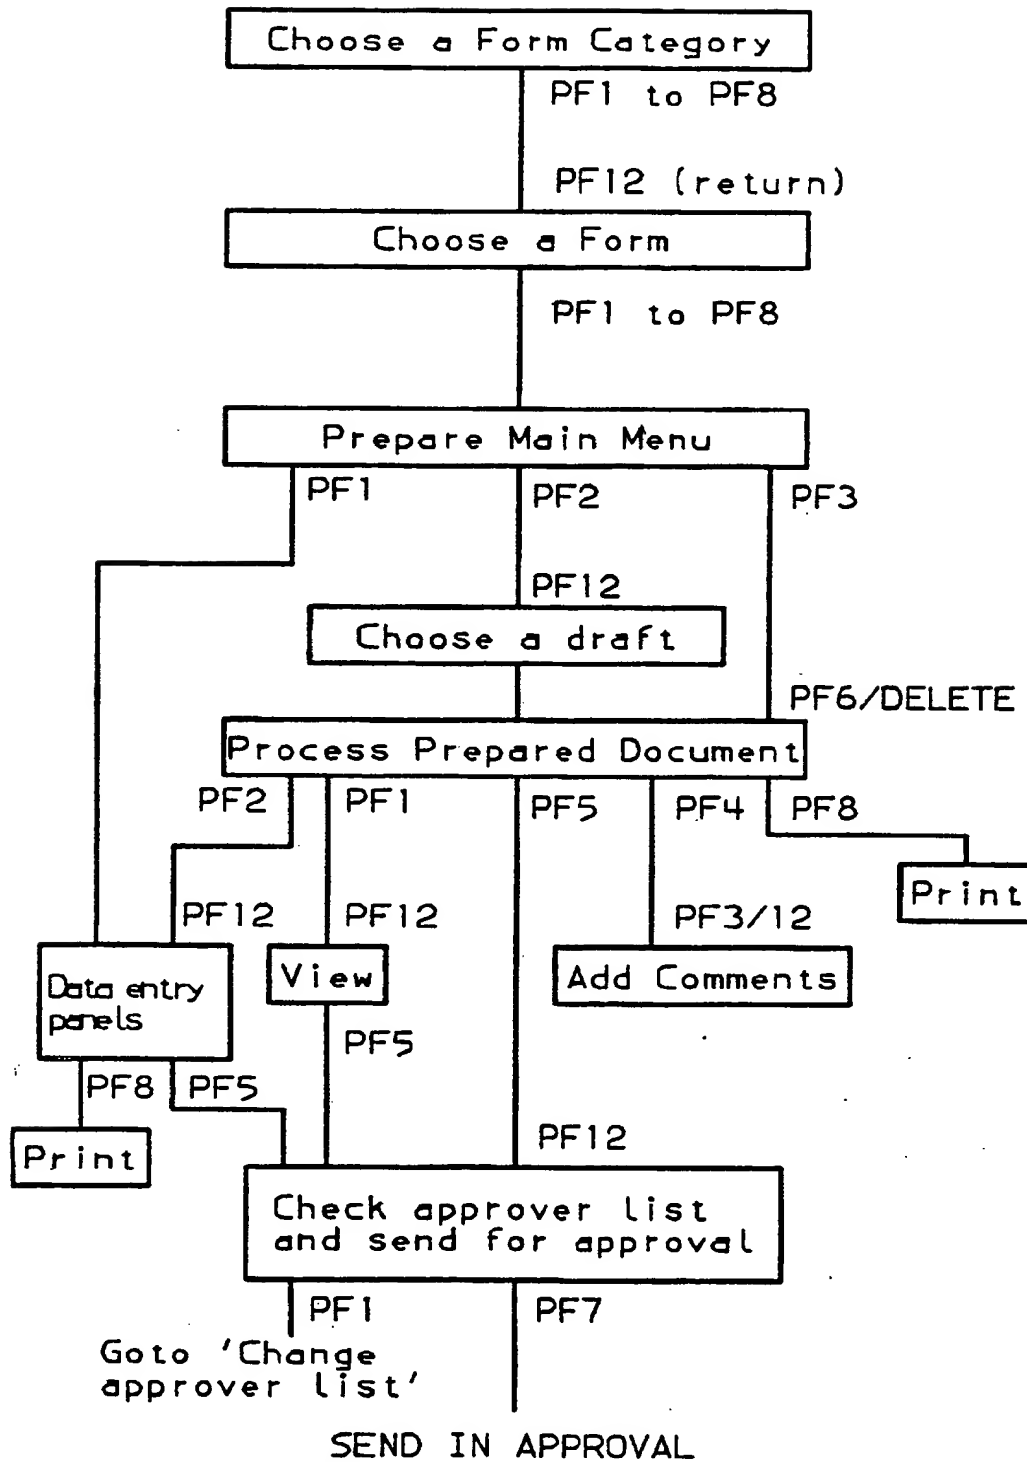 Choose a Form Category
PF1 to PF8
PF12 (return)
Choose a Form
PF1 to PF8
Prepare Main Menu
PF1
PF2
PF3
PF12
Choose a draft
PF6/DELETE
Process Prepared Document
PF2
PF1
PF5
PF4
PF8
Print
PF12
PF12
PF3/12
Data entry
panels
View
Add Comments
PF5
PF8
PF5
PF12
Print
Check approver list
and send for approval
PF1
PF7
Goto 'Change
approver list'
SEND IN APPROVAL